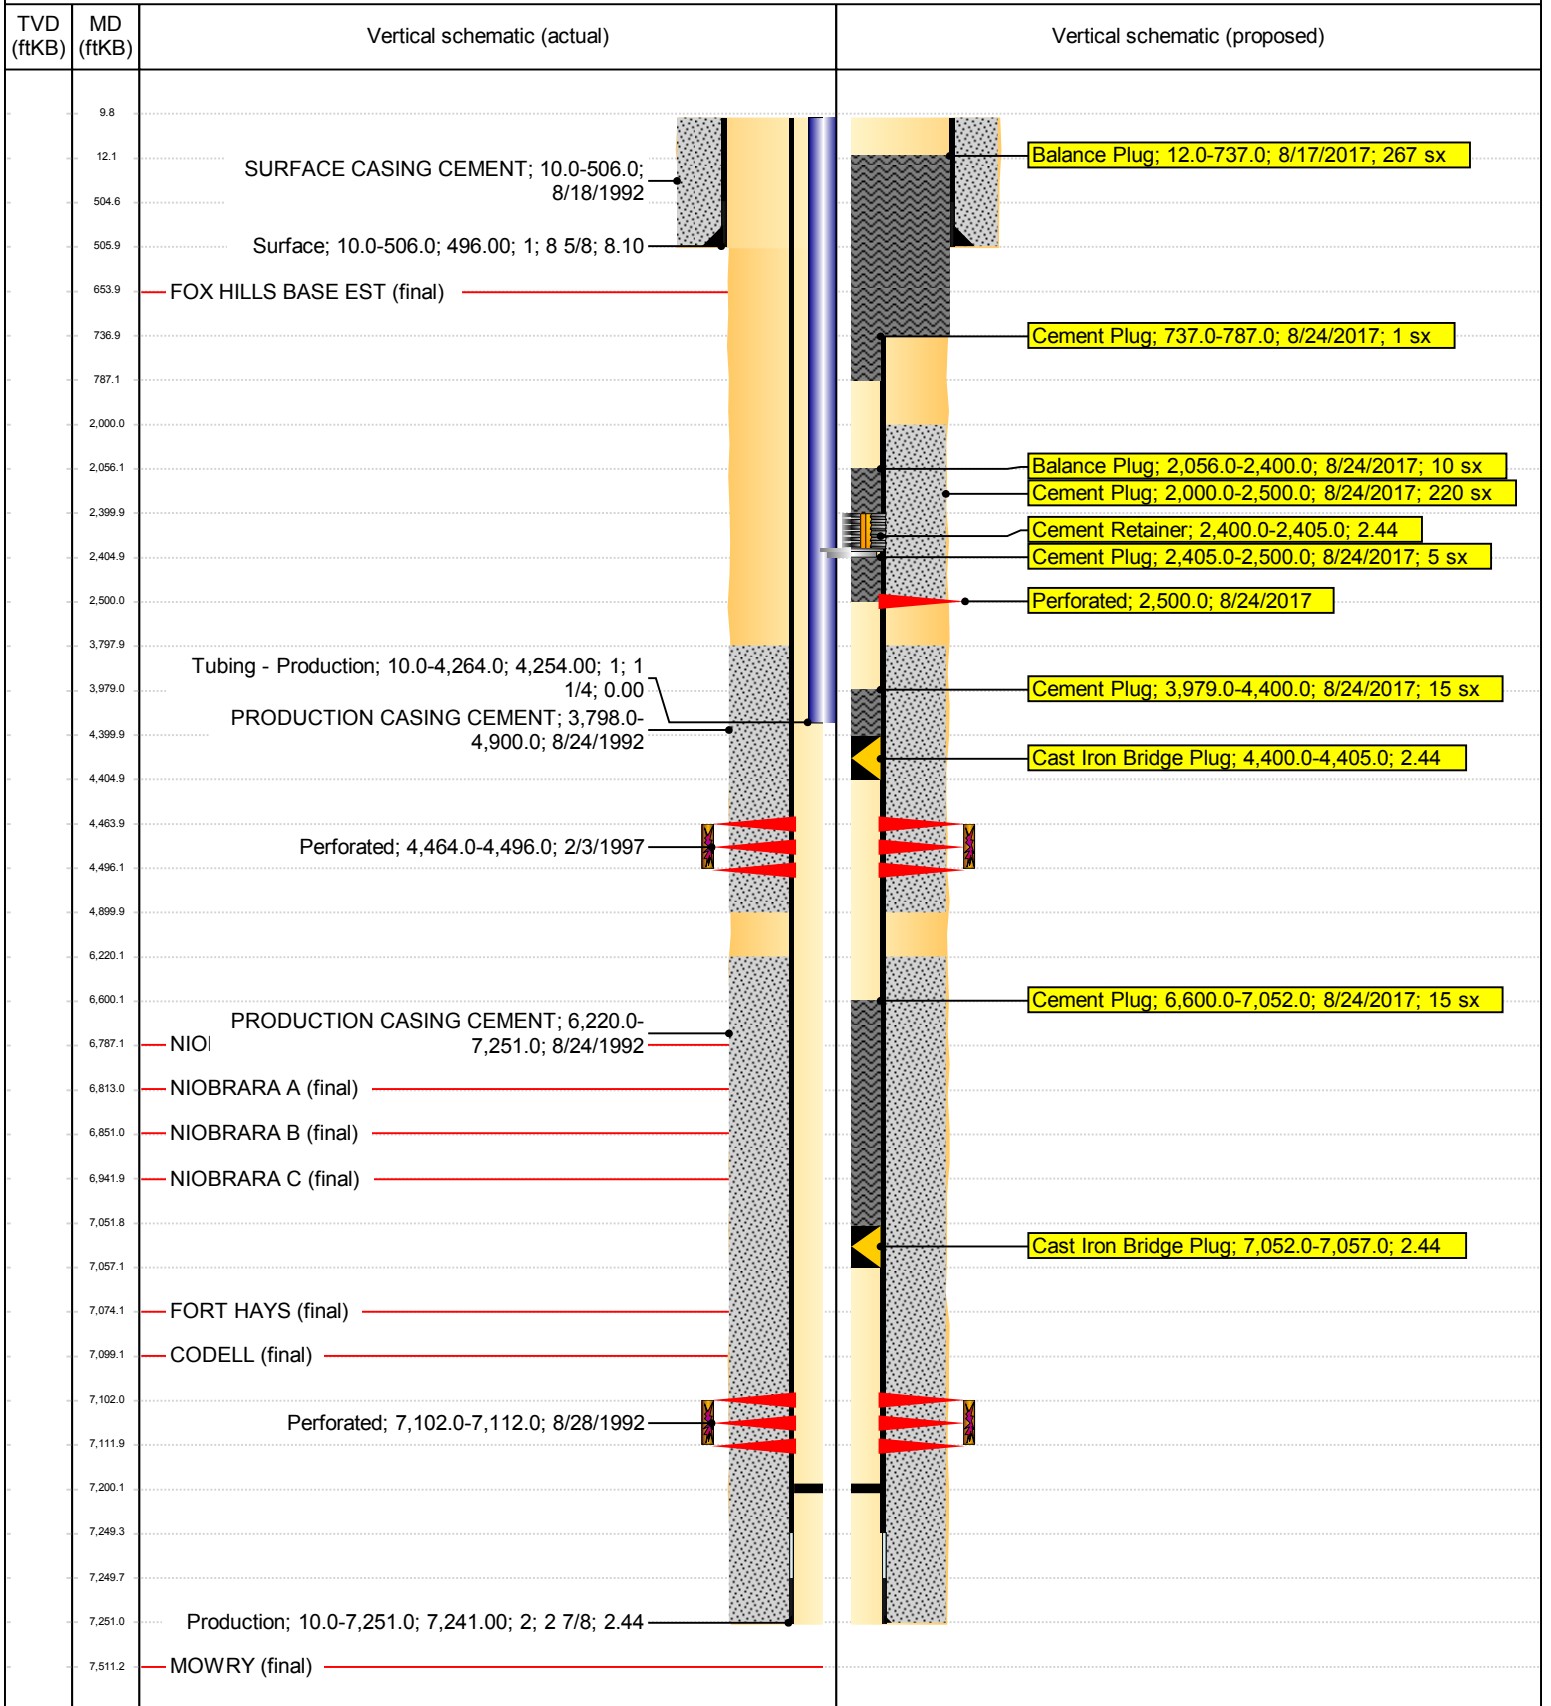 TVD (ftKB)
MD (ftKB)
Vertical schematic (actual)
Vertical schematic (proposed)
9.8
12.1
SURFACE CASING CEMENT; 10.0-506.0;
8/18/1992
Balance Plug; 12.0-737.0; 8/17/2017; 267 sx
504.6
505.9
Surface; 10.0-506.0; 496.00; 1; 8 5/8; 8.10
653.9
FOX HILLS BASE EST (final)
736.9
Cement Plug; 737.0-787.0; 8/24/2017; 1 sx
787.1
2,000.0
2,056.1
Balance Plug; 2,056.0-2,400.0; 8/24/2017; 10 sx
Cement Plug; 2,000.0-2,500.0; 8/24/2017; 220 sx
2,399.9
Cement Retainer; 2,400.0-2,405.0; 2.44
2,404.9
Cement Plug; 2,405.0-2,500.0; 8/24/2017; 5 sx
2,500.0
Perforated; 2,500.0; 8/24/2017
3,797.9
Tubing - Production; 10.0-4,264.0; 4,254.00; 1; 1
1/4; 0.00
3,979.0
Cement Plug; 3,979.0-4,400.0; 8/24/2017; 15 sx
PRODUCTION CASING CEMENT; 3,798.0-
4,900.0; 8/24/1992
4,399.9
Cast Iron Bridge Plug; 4,400.0-4,405.0; 2.44
4,404.9
4,463.9
Perforated; 4,464.0-4,496.0; 2/3/1997
4,496.1
4,899.9
6,220.1
6,600.1
Cement Plug; 6,600.0-7,052.0; 8/24/2017; 15 sx
PRODUCTION CASING CEMENT; 6,220.0-
7,251.0; 8/24/1992
6,787.1
NIO
6,813.0
NIOBRARA A (final)
6,851.0
NIOBRARA B (final)
6,941.9
NIOBRARA C (final)
7,051.8
Cast Iron Bridge Plug; 7,052.0-7,057.0; 2.44
7,057.1
7,074.1
FORT HAYS (final)
7,099.1
CODELL (final)
7,102.0
Perforated; 7,102.0-7,112.0; 8/28/1992
7,111.9
7,200.1
7,249.3
7,249.7
7,251.0
Production; 10.0-7,251.0; 7,241.00; 2; 2 7/8; 2.44
7,511.2
MOWRY (final)